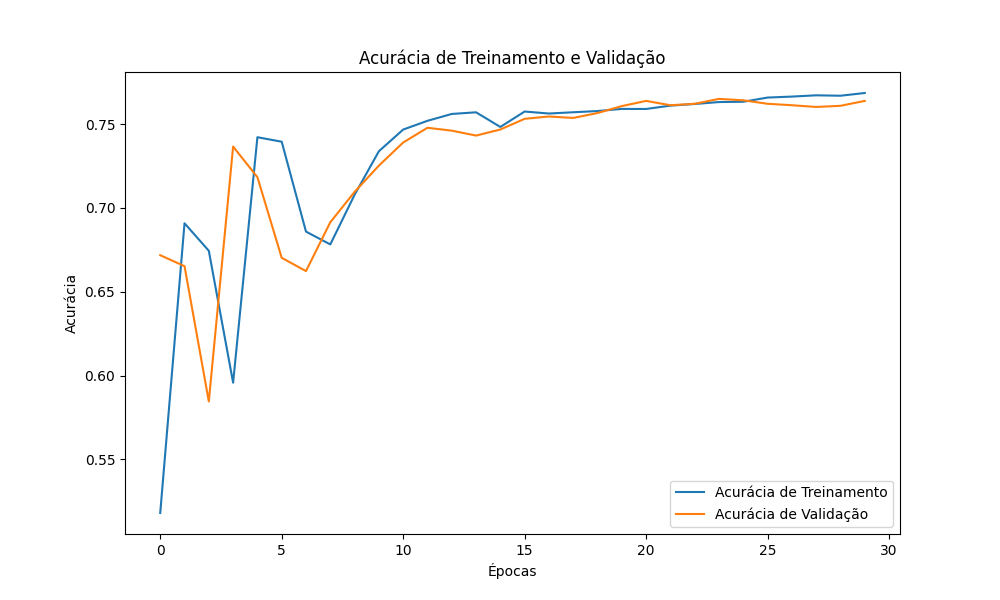 Acurácia de Treinamento e Validação
Acurácia
0.75
0.70
0.65
0.60
0.55
0
5
10
15
20
25
30
Épocas
Acurácia de Treinamento
Acurácia de Validação